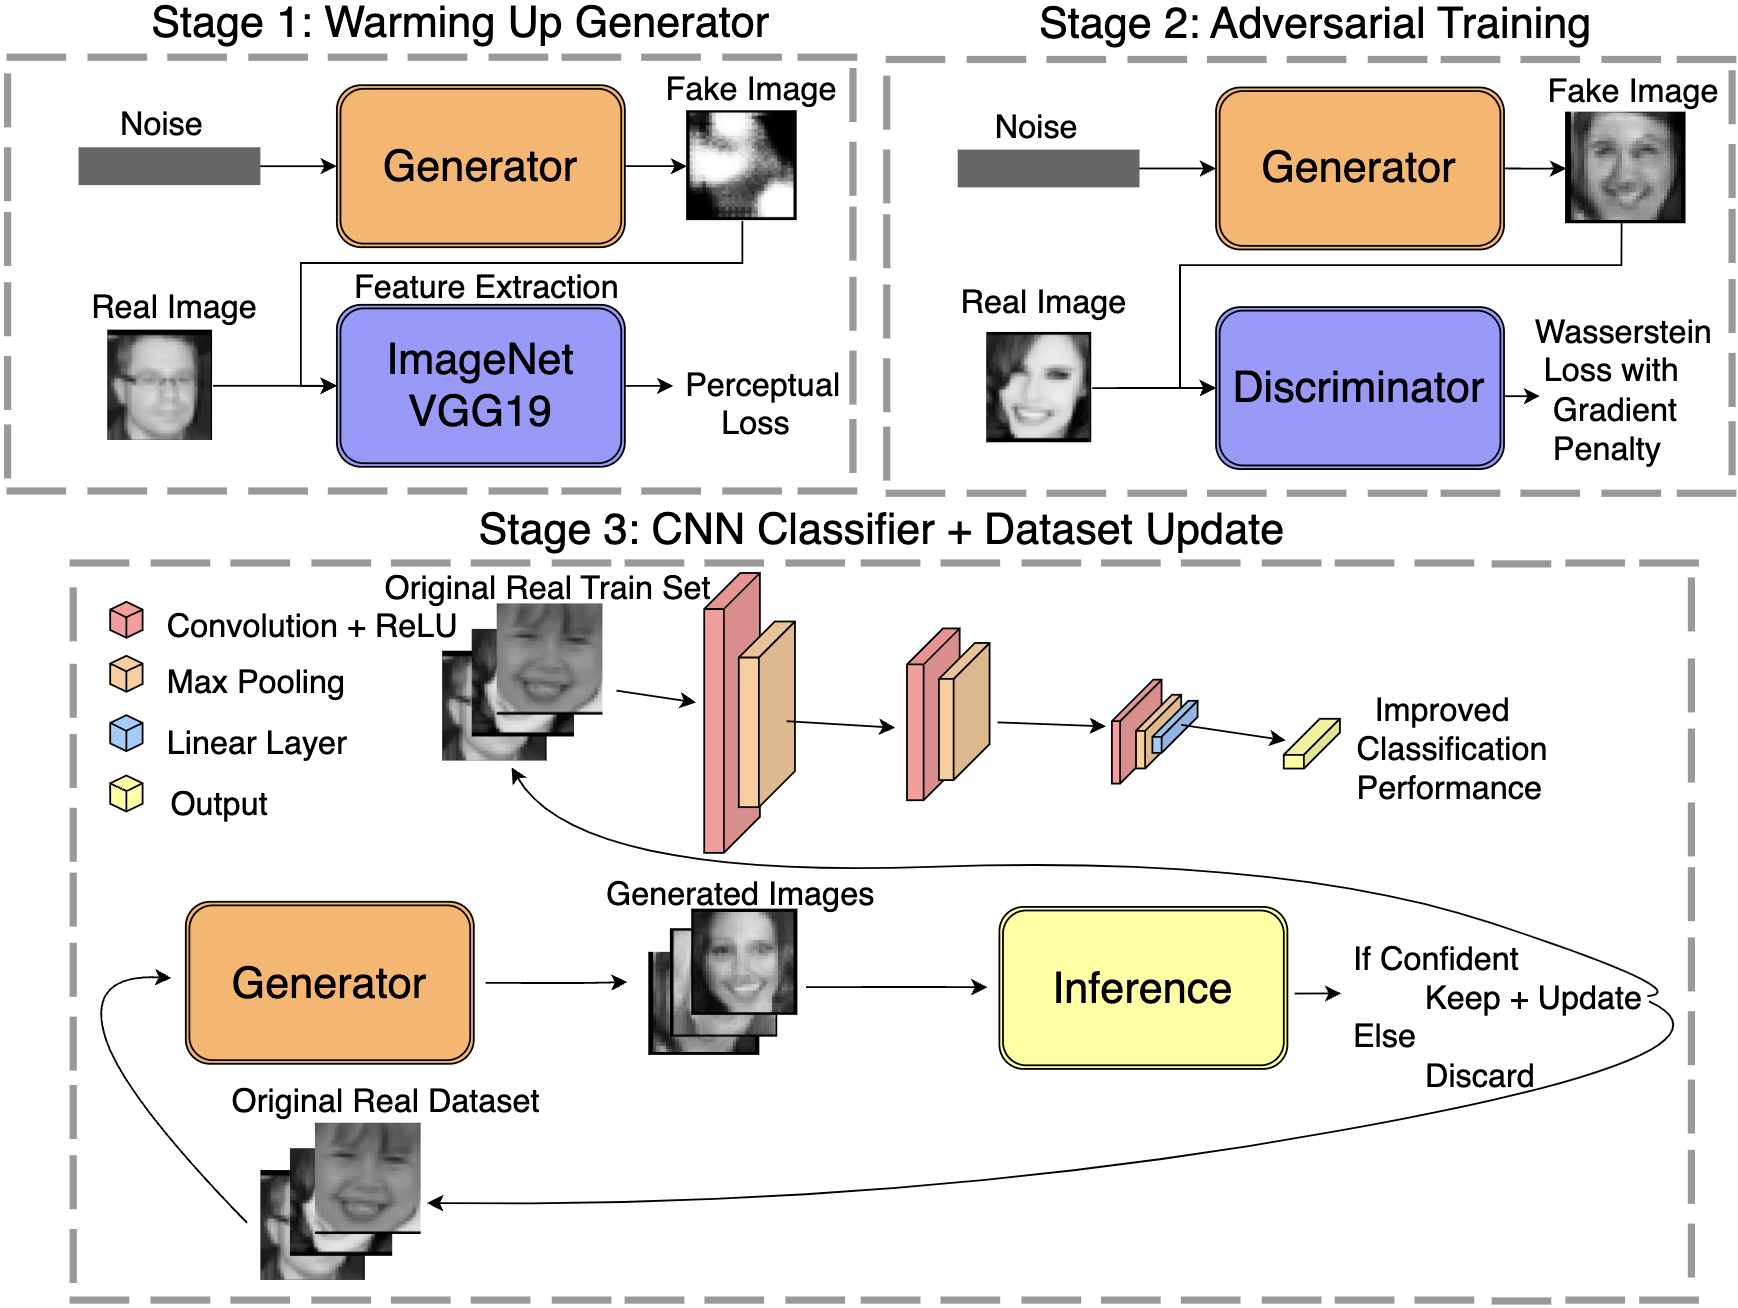 Stage 1: Warming Up Generator
Noise
Generator
Fake Image
Real Image
Feature Extraction
ImageNet
VGG19
Perceptual
Loss
Stage 2: Adversarial Training
Noise
Generator
Fake Image
Real Image
Discriminator
Wasserstein
Loss with
Gradient
Penalty
Stage 3: CNN Classifier + Dataset Update
Original Real Train Set
Convolution + ReLU
Max Pooling
Linear Layer
Output
Improved
Classification
Performance
Generator
Generated Images
Inference
If Confident
Keep + Update
Else
Discard
Original Real Dataset